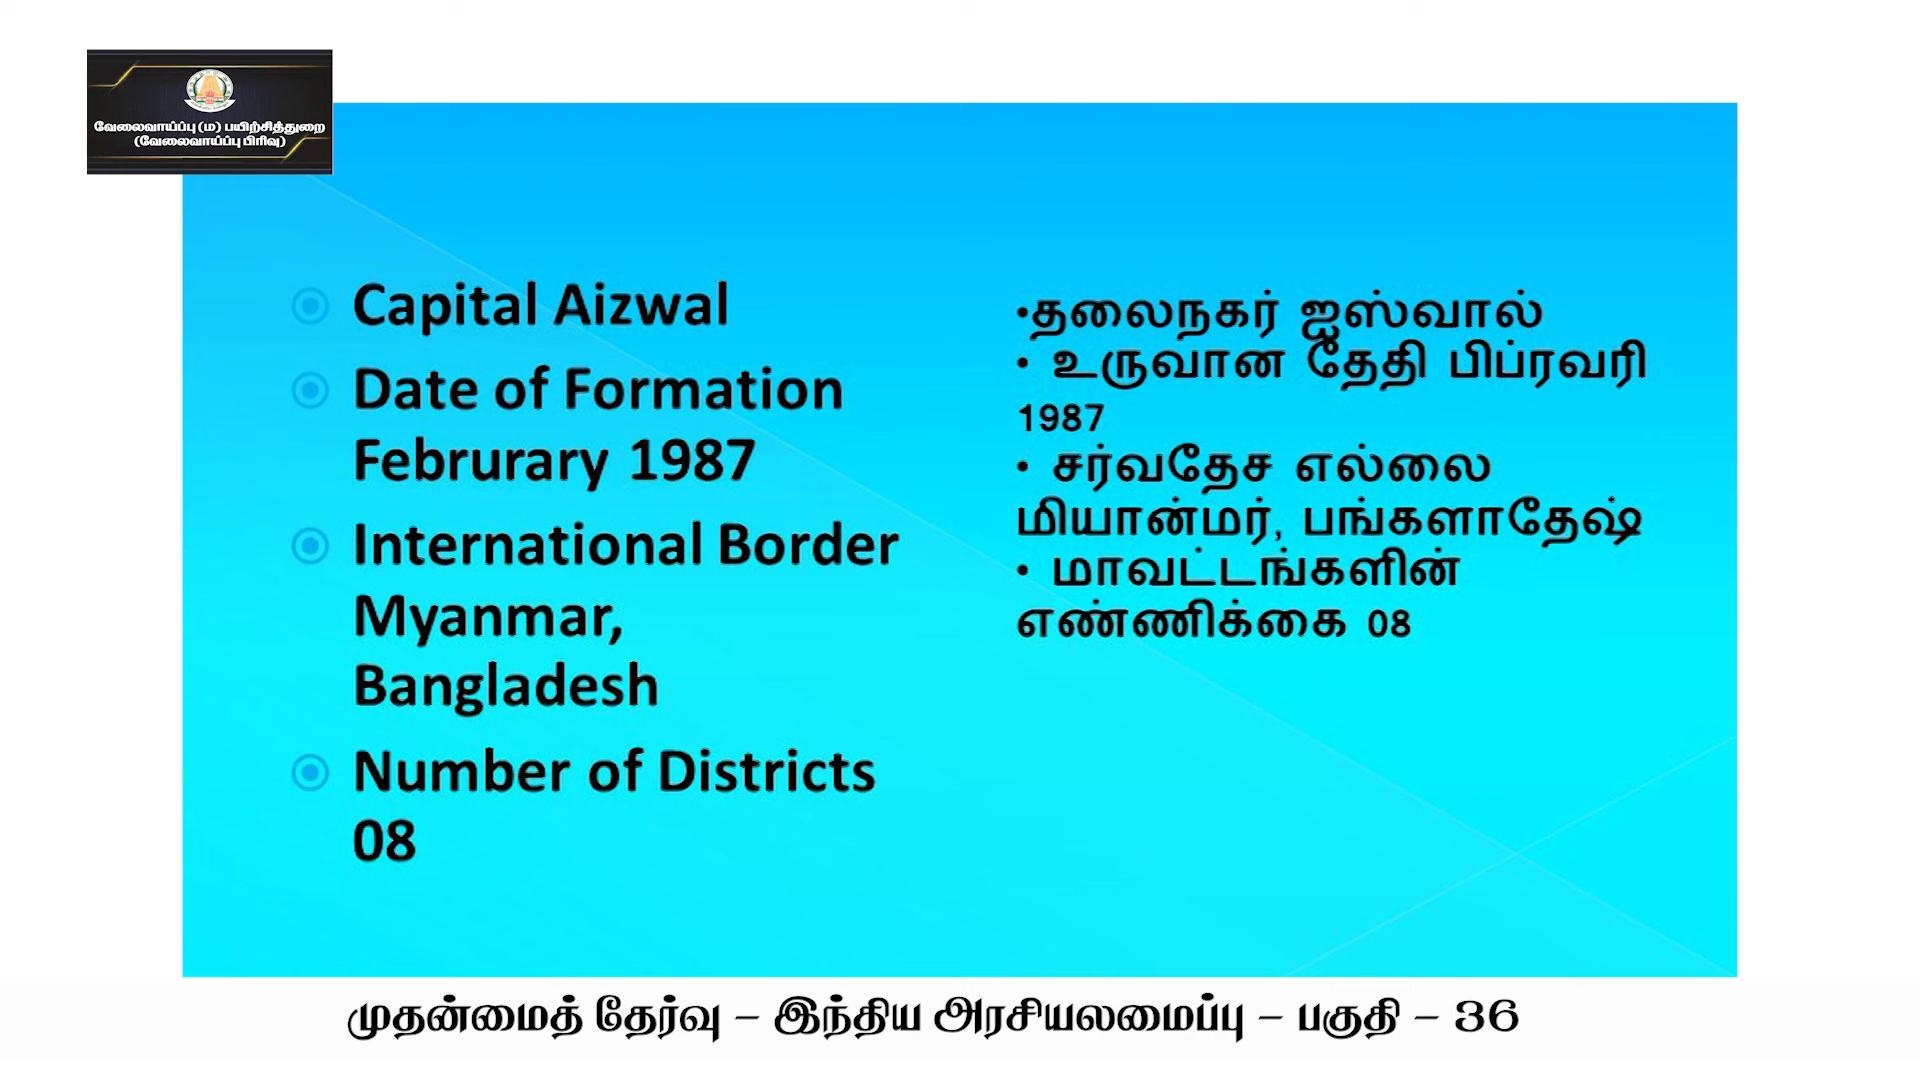 வேலைவாய்ப்பு (ம) பயிற்சித்துறை
(வேலைவாய்ப்பு பிரிவு)
Capital Aizwal
Date of Formation
Februrary 1987
International Border
Myanmar,
Bangladesh
Number of Districts
08
•தலைநகர் ஐஸ்வால்
• உருவான தேதி பிப்ரவரி
1987
• சர்வதேச எல்லை
மியான்மர், பங்களாதேஷ்
• மாவட்டங்களின்
எண்ணிக்கை 08
முதன்மைத் தேர்வு – இந்திய அரசியலமைப்பு – பகுதி – 36